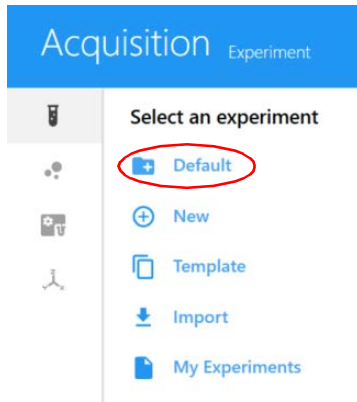 Acquisition Experiment
Select an experiment
Default
New
Template
Import
My Experiments